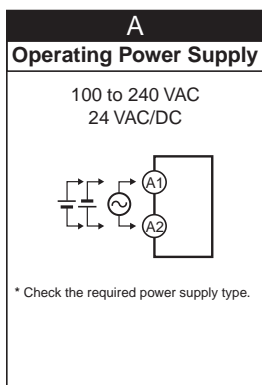 A
Operating Power Supply
100 to 240 VAC
24 VAC/DC
A1
A2
* Check the required power supply type.